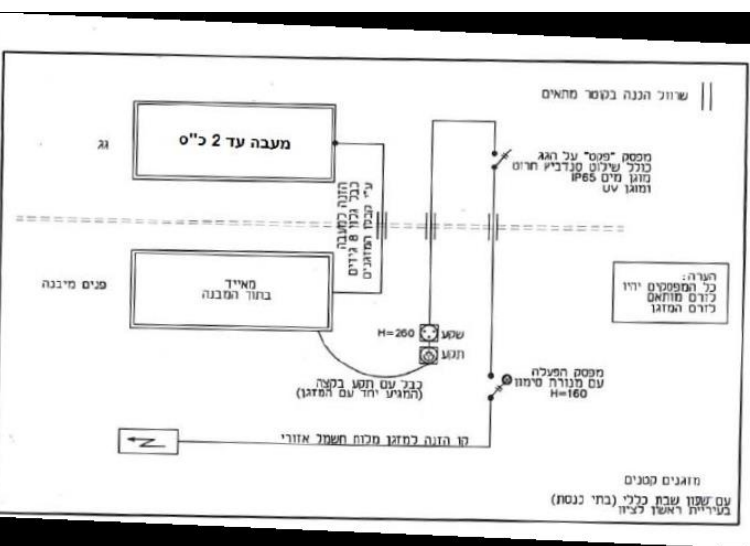 שרוול הכנה בקוטר מתאים
גג
מעבה עד 2 כ"ס
מפסק "פקט" על הגג
כולל שילוט סנדביץ חרוט
מוגן מים IP65
ומוגן UV
הזנה למעבה
כבל גמיש 8 גידים
ע"י קבלן המזגנים
פנים מיבנה
מאייד
בתוך המבנה
הערה:
כל המפסקים יהיו
לזרם מותאם
לזרם המזגן
H=260
שקע
תקע
כבל עם תקע בקצה
(המגיע יחד עם המזגן)
מפסק הפעלה
עם מנורת סימון
H=160
קו הזנה למזגן מלוח חשמל אזורי
מזגנים קטנים
עם שעון שבת כללי (בתי כנסת)
בעיריית ראשון לציון